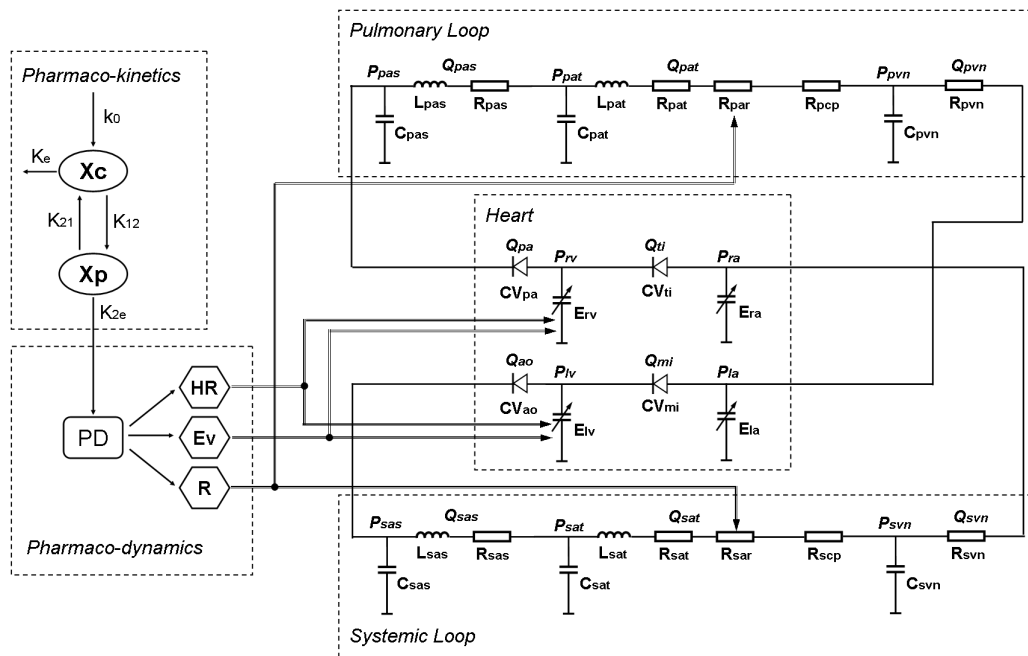 Pharmaco-kinetics
k0
Ke
Xc
K21
K12
Xp
K2e
PD
HR
Ev
R
Pharmaco-dynamics
Pulmonary Loop
Ppas
Qpas
Ppat
Qpat
Ppvn
Qpvn
Lpas
Rpas
Lpat
Rpat
Rpar
Rpcp
Rpvn
Cpas
Cpat
Cpvn
Heart
Qpa
Prv
Qti
Pra
CVpa
Erv
CVti
Era
Qao
Plv
Qmi
Pla
CVao
Elv
CVmi
Ela
Psas
Qsas
Psat
Qsat
Psvn
Qsvn
Lsas
Rsas
Lsat
Rsat
Rsar
Rscp
Rsvn
Csas
Csat
Csvn
Systemic Loop